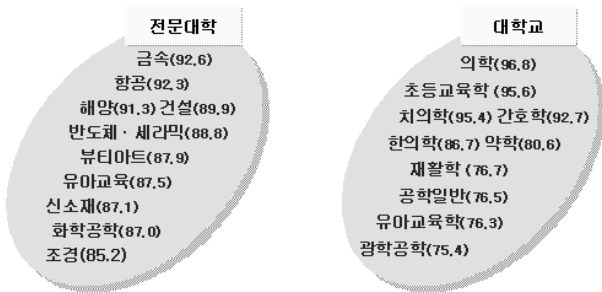 전문대학
금속(92.6)
항공(92.3)
해양(91.3) 건설(89.9)
반도체·세라믹(88.8)
뷰티아트(87.9)
유아교육(87.5)
신소재(87.1)
화학공학(87.0)
조경(85.2)
대학교
의학(96.8)
초등교육학 (95.6)
치의학(95.4) 간호학(92.7)
한의학(86.7) 약학(80.6)
재활학 (76.7)
공학일반(76.5)
유아교육학(76.3)
광학공학(75.4)